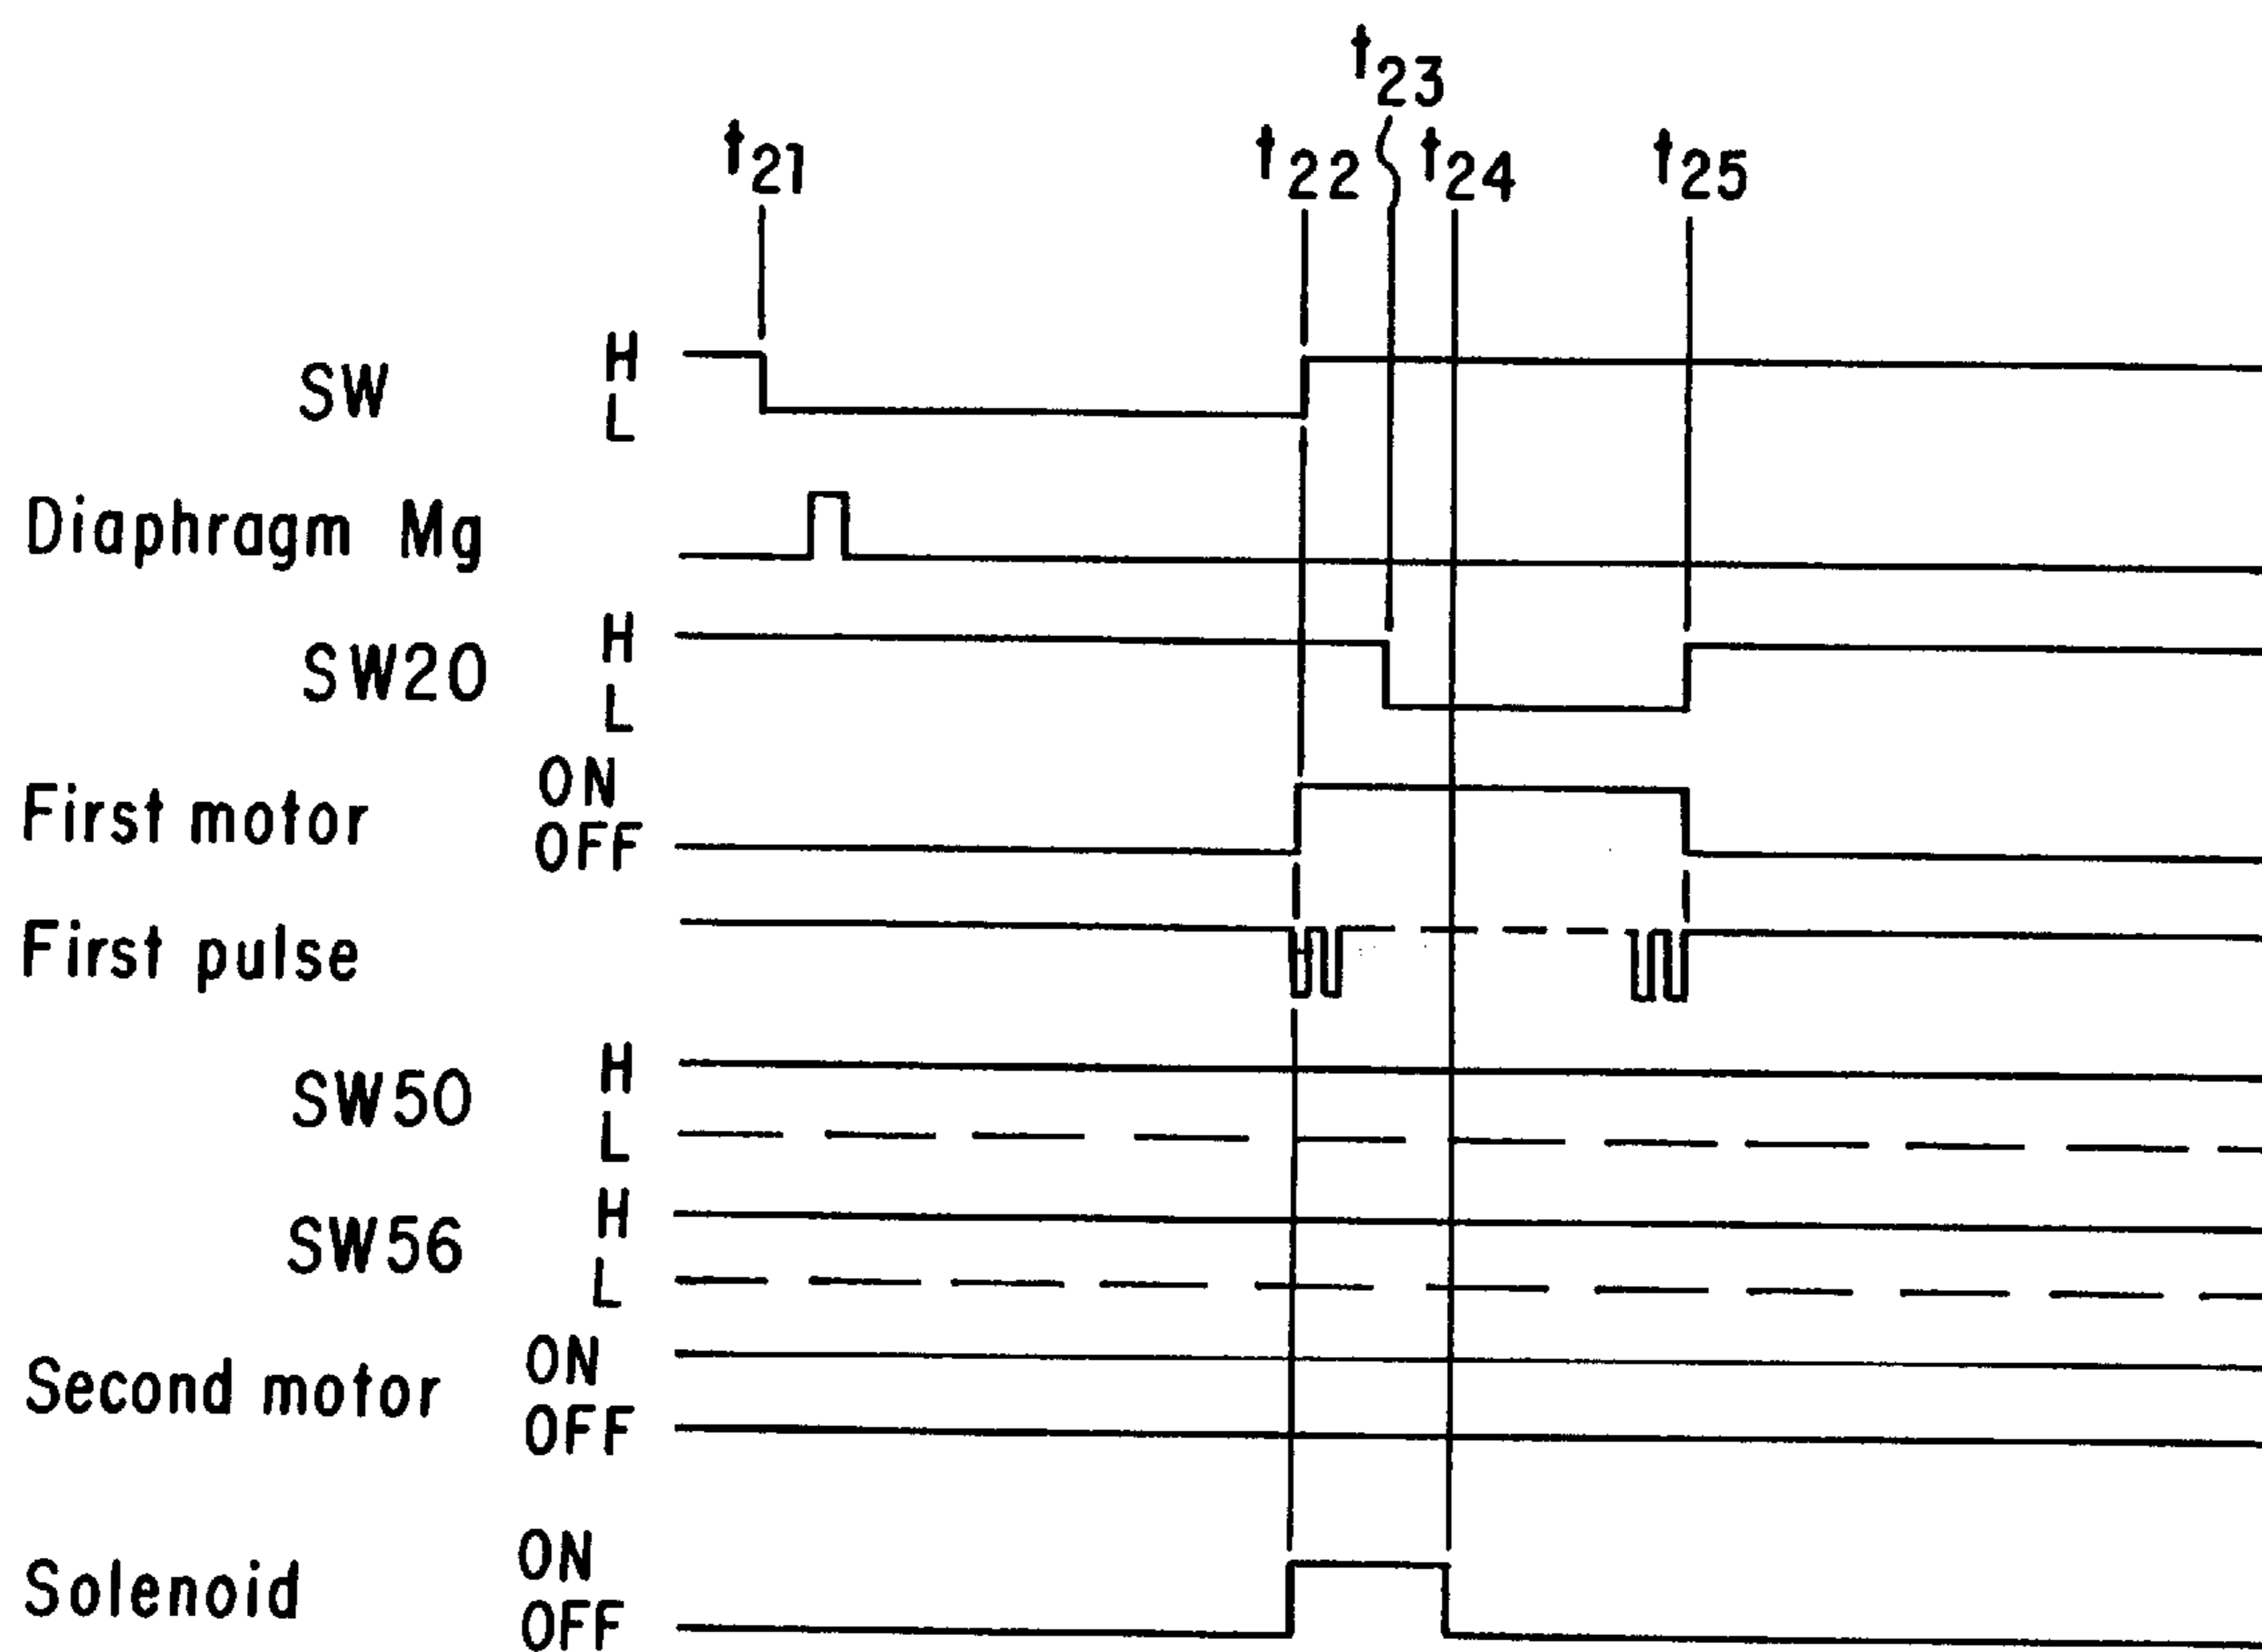 t23
t21 t22 t24 t25
SW H
L
Diaphragm Mg
SW20 H
L
First motor ON
OFF
First pulse
SW50 H
L
SW56 H
L
Second motor ON
OFF
Solenoid ON
OFF